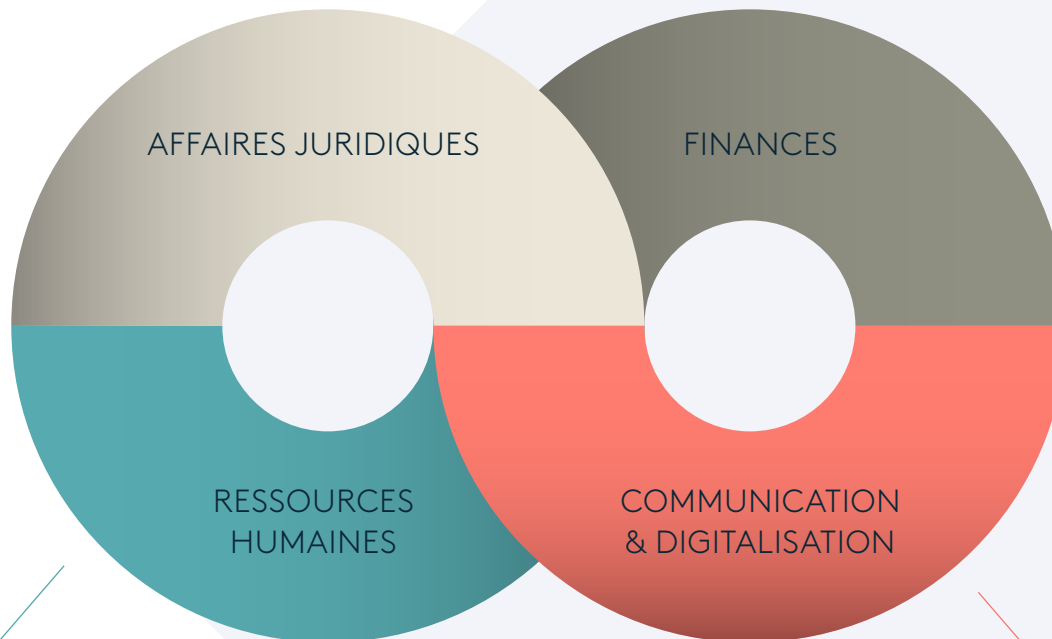 AFFAIRES JURIDIQUES
FINANCES
RESSOURCES
HUMAINES
COMMUNICATION
& DIGITALISATION